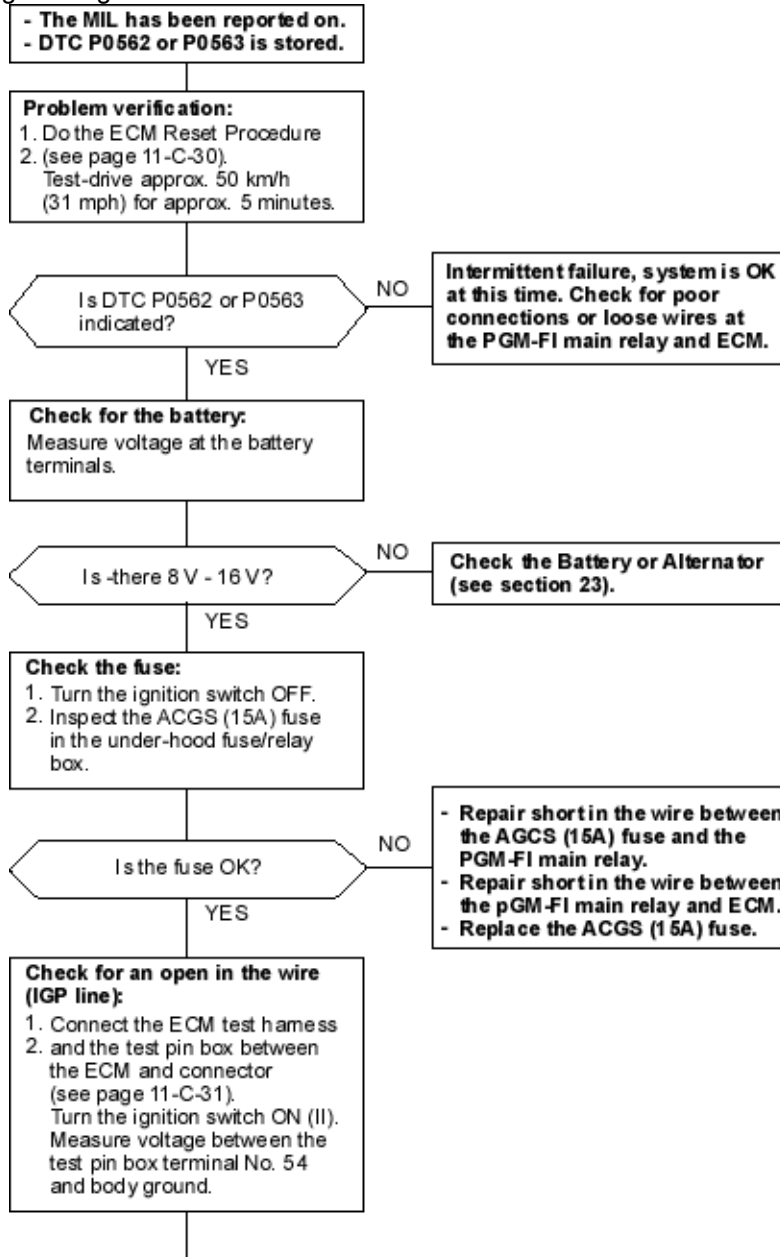 - The MIL has been reported on.
- DTC P0562 or P0563 is stored.
Problem verification:
1. Do the ECM Reset Procedure
2. (see page 11-C-30).
Test-drive approx. 50 km/h
(31 mph) for approx. 5 minutes.
Is DTC P0562 or P0563
indicated?
NO
Intermittent failure, system is OK
at this time. Check for poor
connections or loose wires at
the PGM-FI main relay and ECM.
YES
Check for the battery:
Measure voltage at the battery
terminals.
Is -there 8 V - 16 V?
NO
Check the Battery or Alternator
(see section 23).
YES
Check the fuse:
1. Turn the ignition switch OFF.
2. Inspect the ACGS (15A) fuse
in the under-hood fuse/relay
box.
Is the fuse OK?
NO
- Repair short in the wire between
the AGCS (15A) fuse and the
PGM-FI main relay.
- Repair short in the wire between
the pGM-FI main relay and ECM.
- Replace the ACGS (15A) fuse.
YES
Check for an open in the wire
(IGP line):
1. Connect the ECM test harness
2. and the test pin box between
the ECM and connector
(see page 11-C-31).
Turn the ignition switch ON (II).
Measure voltage between the
test pin box terminal No. 54
and body ground.